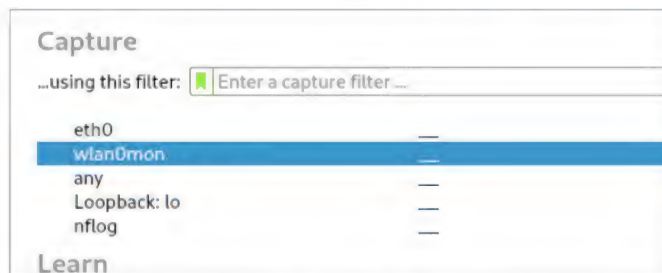 Capture
...using this filter: Enter a capture filter ...
eth0
wlan0mon
any
Loopback: lo
nflog
Learn